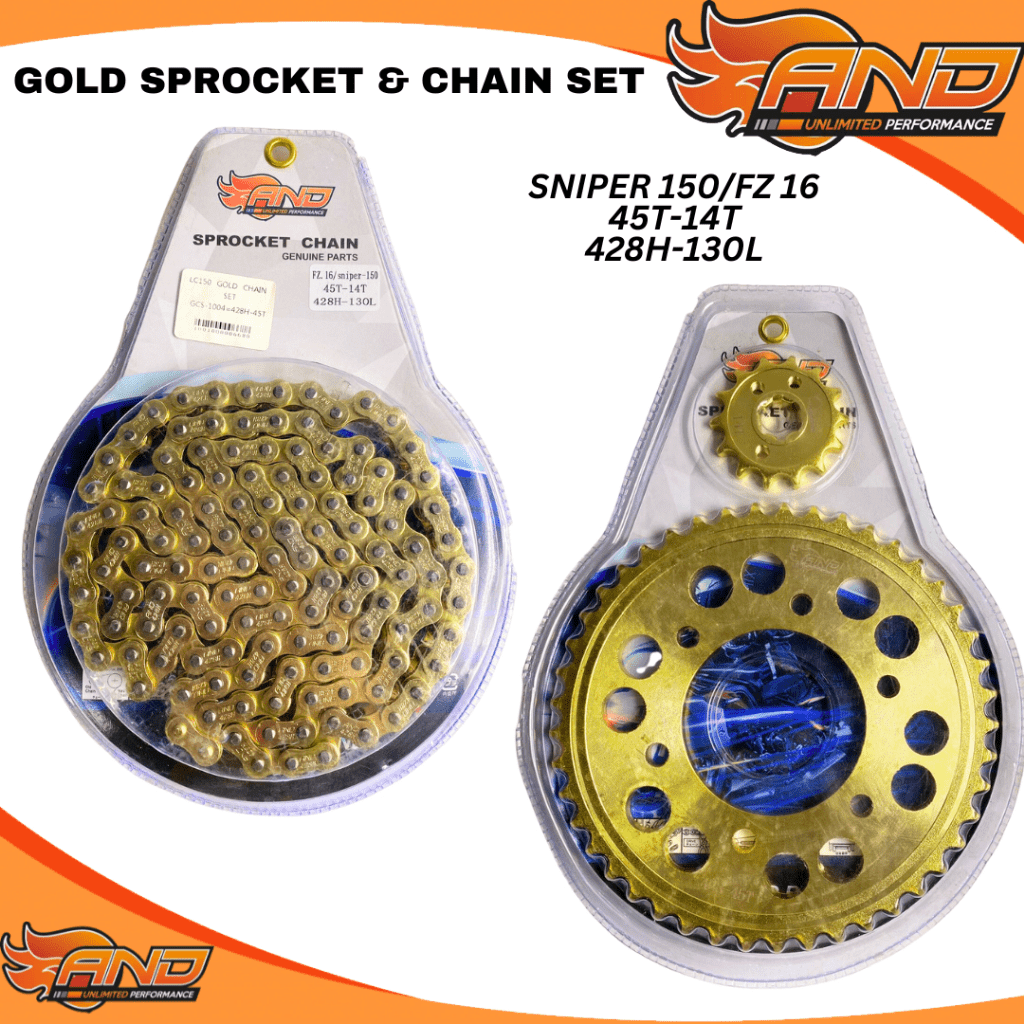 GOLD SPROCKET & CHAIN SET
AND
UNLIMITED PERFORMANCE
SNIPER 150/FZ 16
45T-14T
428H-130L
AND
SPROCKET CHAIN
GENUINE PARTS
LC150 GOLD CHAIN
SET
GCS-1004=428H-45T
FZ 16/sniper-150
45T-14T
428H-130L
AND
UNLIMITED PERFORMANCE